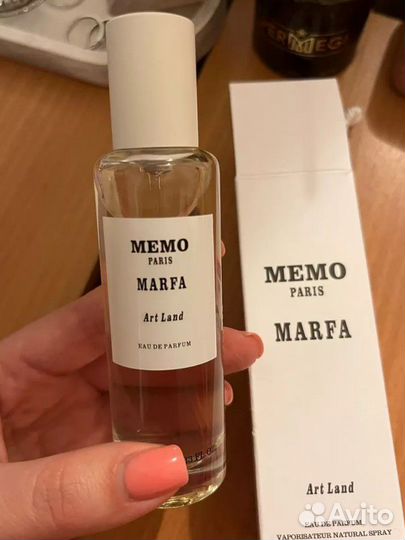 MEMO
PARIS
MARFA
Art Land
EAU DE PARFUM
MEMO
PARIS
MARFA
Art Land
EAU DE PARFUM
VAPORISATEUR NATURAL SPRAY
Avito